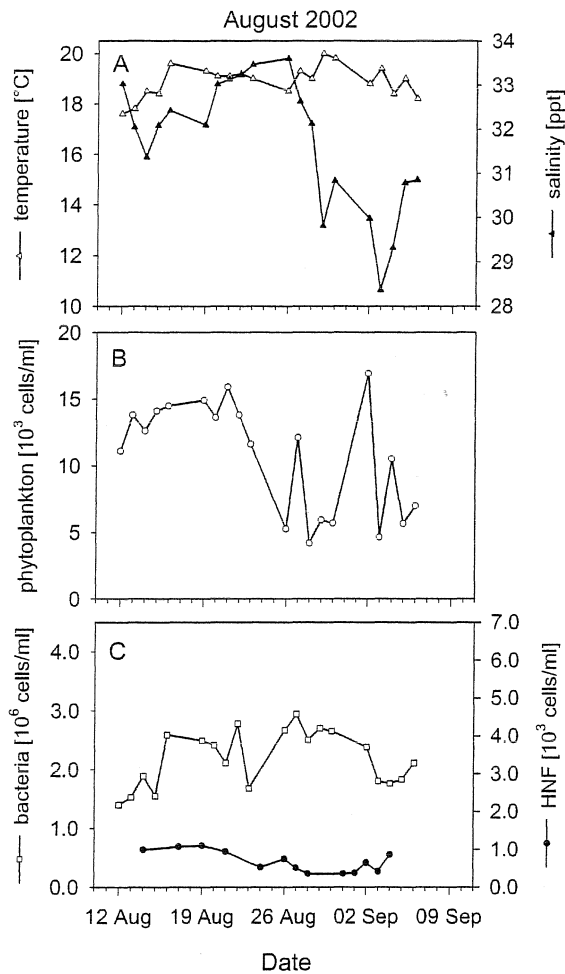 August 2002
A
20
18
16
14
12
10
temperature [°C]
34
33
32
31
30
29
28
salinity [ppt]
B
20
15
10
5
0
phytoplankton [10³ cells/ml]
C
4.0
3.0
2.0
1.0
0.0
bacteria [10⁶ cells/ml]
7.0
6.0
5.0
4.0
3.0
2.0
1.0
0.0
HNF [10³ cells/ml]
12 Aug 19 Aug 26 Aug 02 Sep 09 Sep
Date